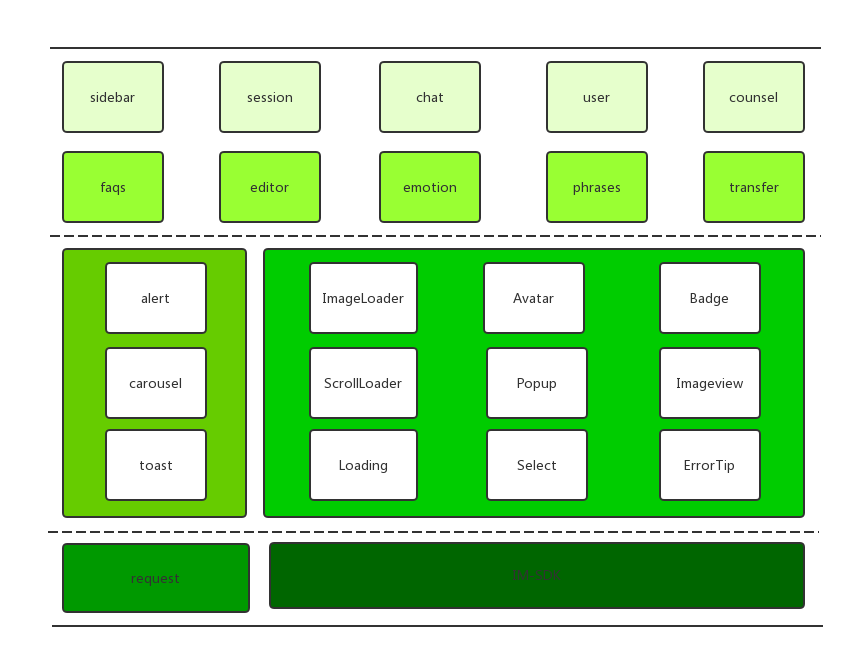 sidebar
session
chat
user
counsel
faqs
editor
emotion
phrases
transfer
alert
ImageLoader
Avatar
Badge
carousel
ScrollLoader
Popup
Imageview
toast
Loading
Select
ErrorTip
request
IM-SDK